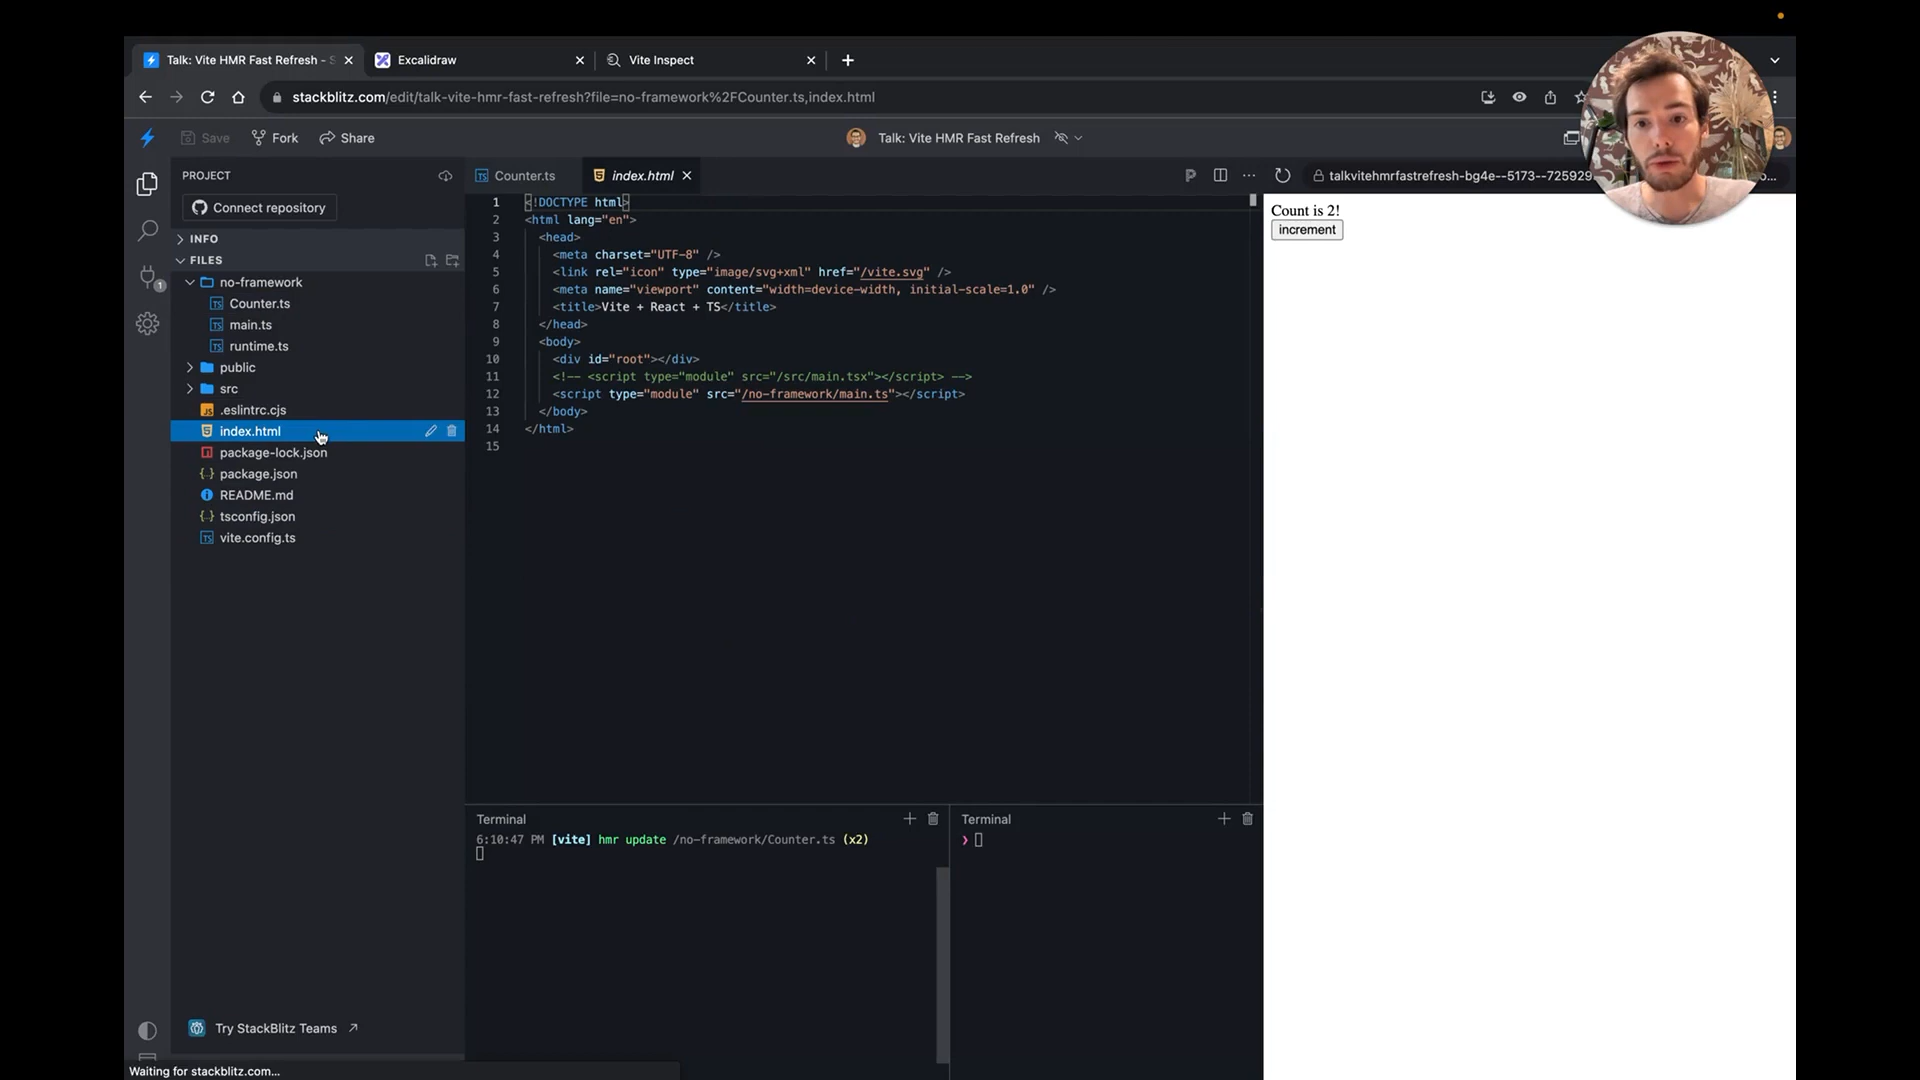 Talk: Vite HMR Fast Refresh - S
Excalidraw
Vite Inspect
stackblitz.com/edit/talk-vite-hmr-fast-refresh?file=no-framework%2FCounter.ts,index.html
Save
Fork
Share
Talk: Vite HMR Fast Refresh
PROJECT
Connect repository
INFO
FILES
no-framework
Counter.ts
main.ts
runtime.ts
public
src
.eslintrc.cjs
index.html
package-lock.json
package.json
README.md
tsconfig.json
vite.config.ts
1
Try StackBlitz Teams
Waiting for stackblitz.com...
Counter.ts
index.html
1 <!DOCTYPE html>
2 <html lang="en">
3 <head>
4 <meta charset="UTF-8" />
5 <link rel="icon" type="image/svg+xml" href="/vite.svg" />
6 <meta name="viewport" content="width=device-width, initial-scale=1.0" />
7 <title>Vite + React + TS</title>
8 </head>
9 <body>
10 <div id="root"></div>
11 <!-- <script type="module" src="/src/main.tsx"></script> -->
12 <script type="module" src="/no-framework/main.ts"></script>
13 </body>
14 </html>
15
Terminal
6:10:47 PM [vite] hmr update /no-framework/Counter.ts (x2)
Terminal
talkvitehmrfastrefresh-bg4e--5173--725929
Count is 2!
increment